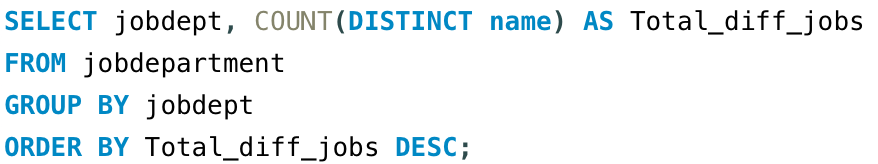 SELECT jobdept, COUNT(DISTINCT name) AS Total_diff_jobs
FROM jobdepartment
GROUP BY jobdept
ORDER BY Total_diff_jobs DESC;